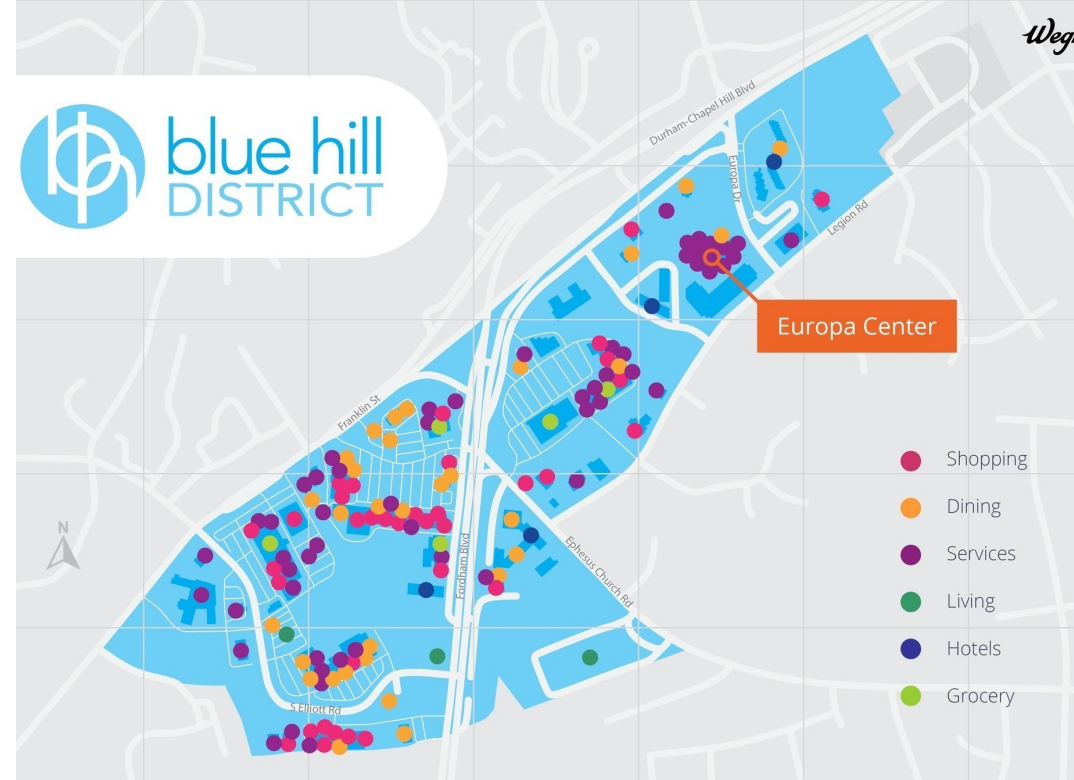 blue hill
DISTRICT
Durham-Chapel Hill Blvd
Europa Dr
Legion Rd
Europa Center
Franklin St
Fordham Blvd
Ephesus Church Rd
S Elliott Rd
N
Shopping
Dining
Services
Living
Hotels
Grocery